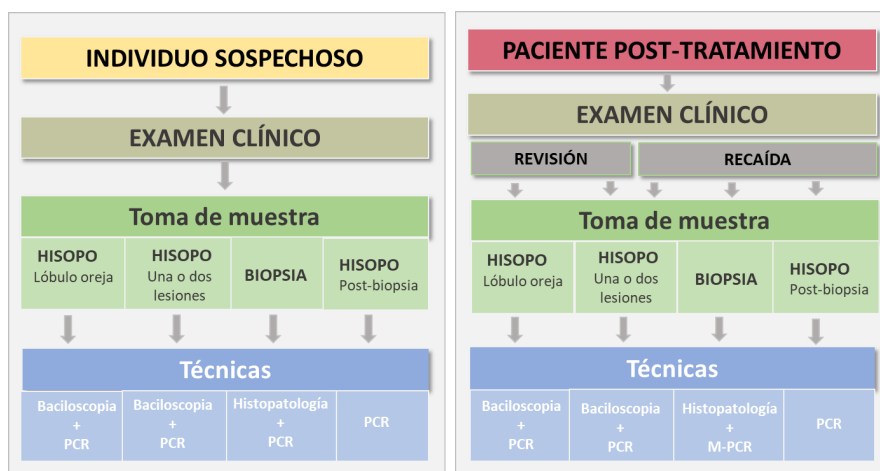 INDIVIDUO SOSPECHOSO
EXAMEN CLÍNICO
Toma de muestra
HISOPO
Lóbulo oreja
HISOPO
Una o dos
lesiones
BIOPSIA
HISOPO
Post-biopsia
Técnicas
Baciloscopia
+
PCR
Baciloscopia
+
PCR
Histopatología
+
PCR
PCR
PACIENTE POST-TRATAMIENTO
EXAMEN CLÍNICO
REVISIÓN
RECAÍDA
Toma de muestra
HISOPO
Lóbulo oreja
HISOPO
Una o dos
lesiones
BIOPSIA
HISOPO
Post-biopsia
Técnicas
Baciloscopia
+
PCR
Baciloscopia
+
PCR
Histopatología
+
M-PCR
PCR